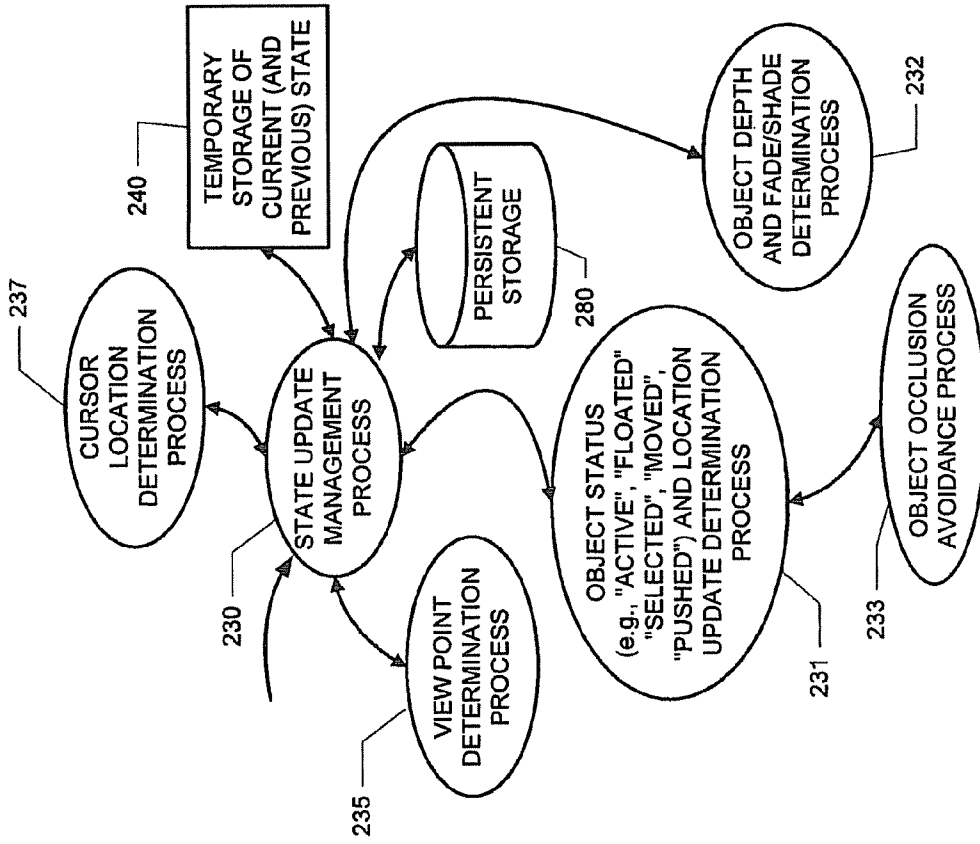 237
CURSOR
LOCATION
DETERMINATION
PROCESS
240
TEMPORARY
STORAGE OF
CURRENT (AND
PREVIOUS) STATE
230
STATE UPDATE
MANAGEMENT
PROCESS
235
VIEW POINT
DETERMINATION
PROCESS
PERSISTENT
STORAGE
280
OBJECT STATUS
(e.g., "ACTIVE", "FLOATED"
"SELECTED", "MOVED",
"PUSHED") AND LOCATION
UPDATE DETERMINATION
PROCESS
231
OBJECT DEPTH
AND FADE/SHADE
DETERMINATION
PROCESS
232
OBJECT OCCLUSION
AVOIDANCE PROCESS
233